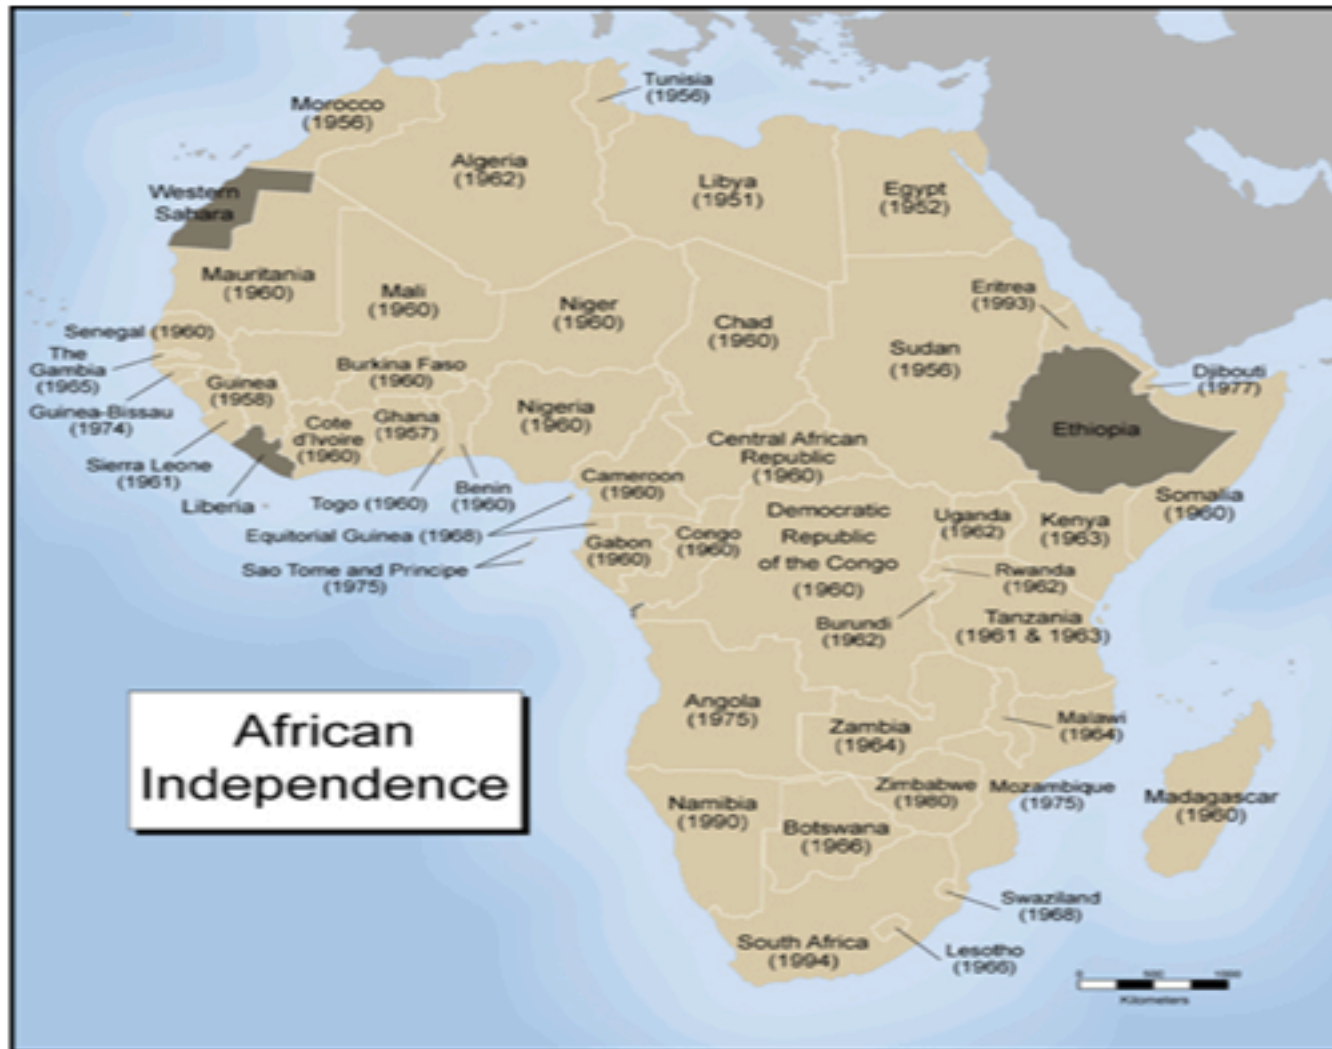 Tunisia
(1956)
Morocco
(1956)
Algeria
(1962)
Libya
(1951)
Egypt
(1952)
Western
Sahara
Mauritania
(1960)
Mali
(1960)
Niger
(1960)
Chad
(1960)
Sudan
(1956)
Eritrea
(1993)
Senegal (1960)
The
Gambia
(1965)
Guinea
(1958)
Burkina Faso
(1960)
Djibouti
(1977)
Guinea-Bissau
(1974)
Cote
d'Ivoire
(1960)
Ghana
(1957)
Nigeria
(1960)
Ethiopia
Central African
Republic
(1960)
Sierra Leone
(1961)
Liberia
Togo (1960)
Benin
(1960)
Cameroon
(1960)
Somalia
(1960)
Equitorial Guinea (1968)
Gabon
(1960)
Congo
(1960)
Democratic
Republic
of the Congo
(1960)
Uganda
(1962)
Kenya
(1963)
Sao Tome and Principe
(1975)
Rwanda
(1962)
Burundi
(1962)
Tanzania
(1961 & 1963)
Angola
(1975)
Zambia
(1964)
Malawi
(1964)
African
Independence
Namibia
(1990)
Botswana
(1966)
Zimbabwe
(1980)
Mozambique
(1975)
Madagascar
(1960)
Swaziland
(1968)
South Africa
(1994)
Lesotho
(1966)
0 500 1000
Kilometers